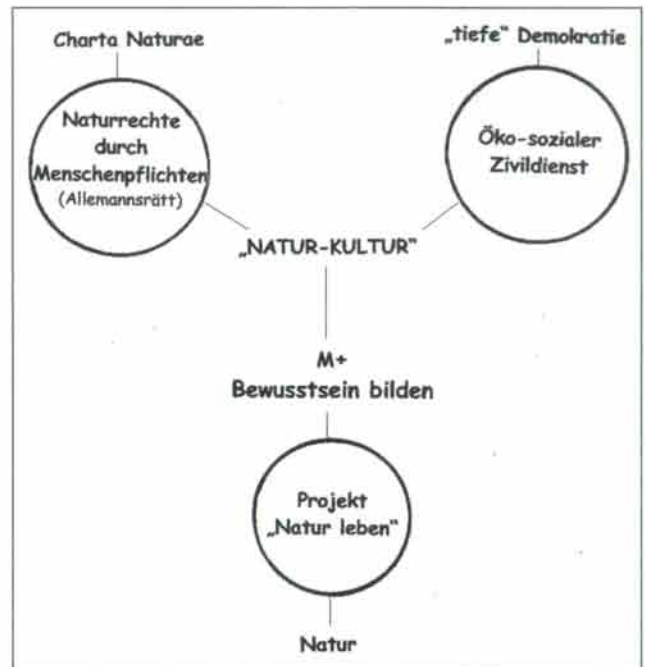 Charta Naturae
„tiefe" Demokratie
Naturrechte
durch
Menschenpflichten
(Allemannsrätt)
Öko-sozialer
Zivildienst
„NATUR-KULTUR"
M+
Bewusstsein bilden
Projekt
„Natur leben"
Natur